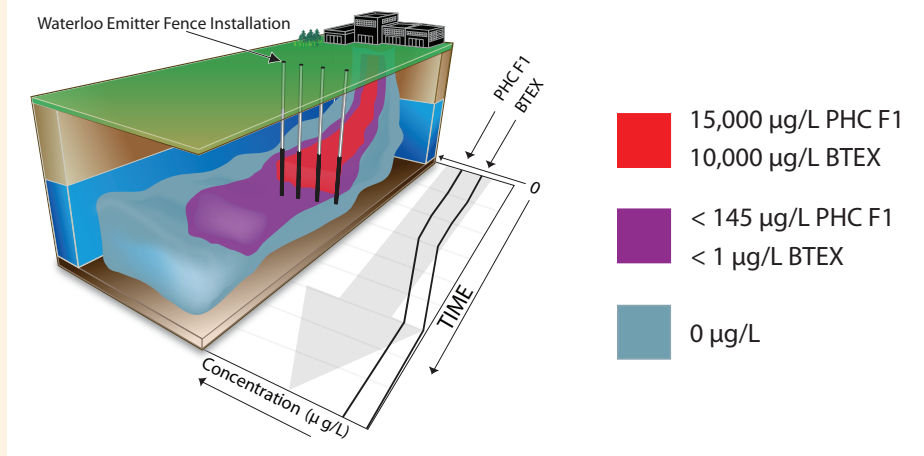 Waterloo Emitter Fence Installation
PHC F1
BTEX
0
TIME
Concentration (µ g/L)
15,000 µg/L PHC F1
10,000 µg/L BTEX
< 145 µg/L PHC F1
< 1 µg/L BTEX
0 µg/L